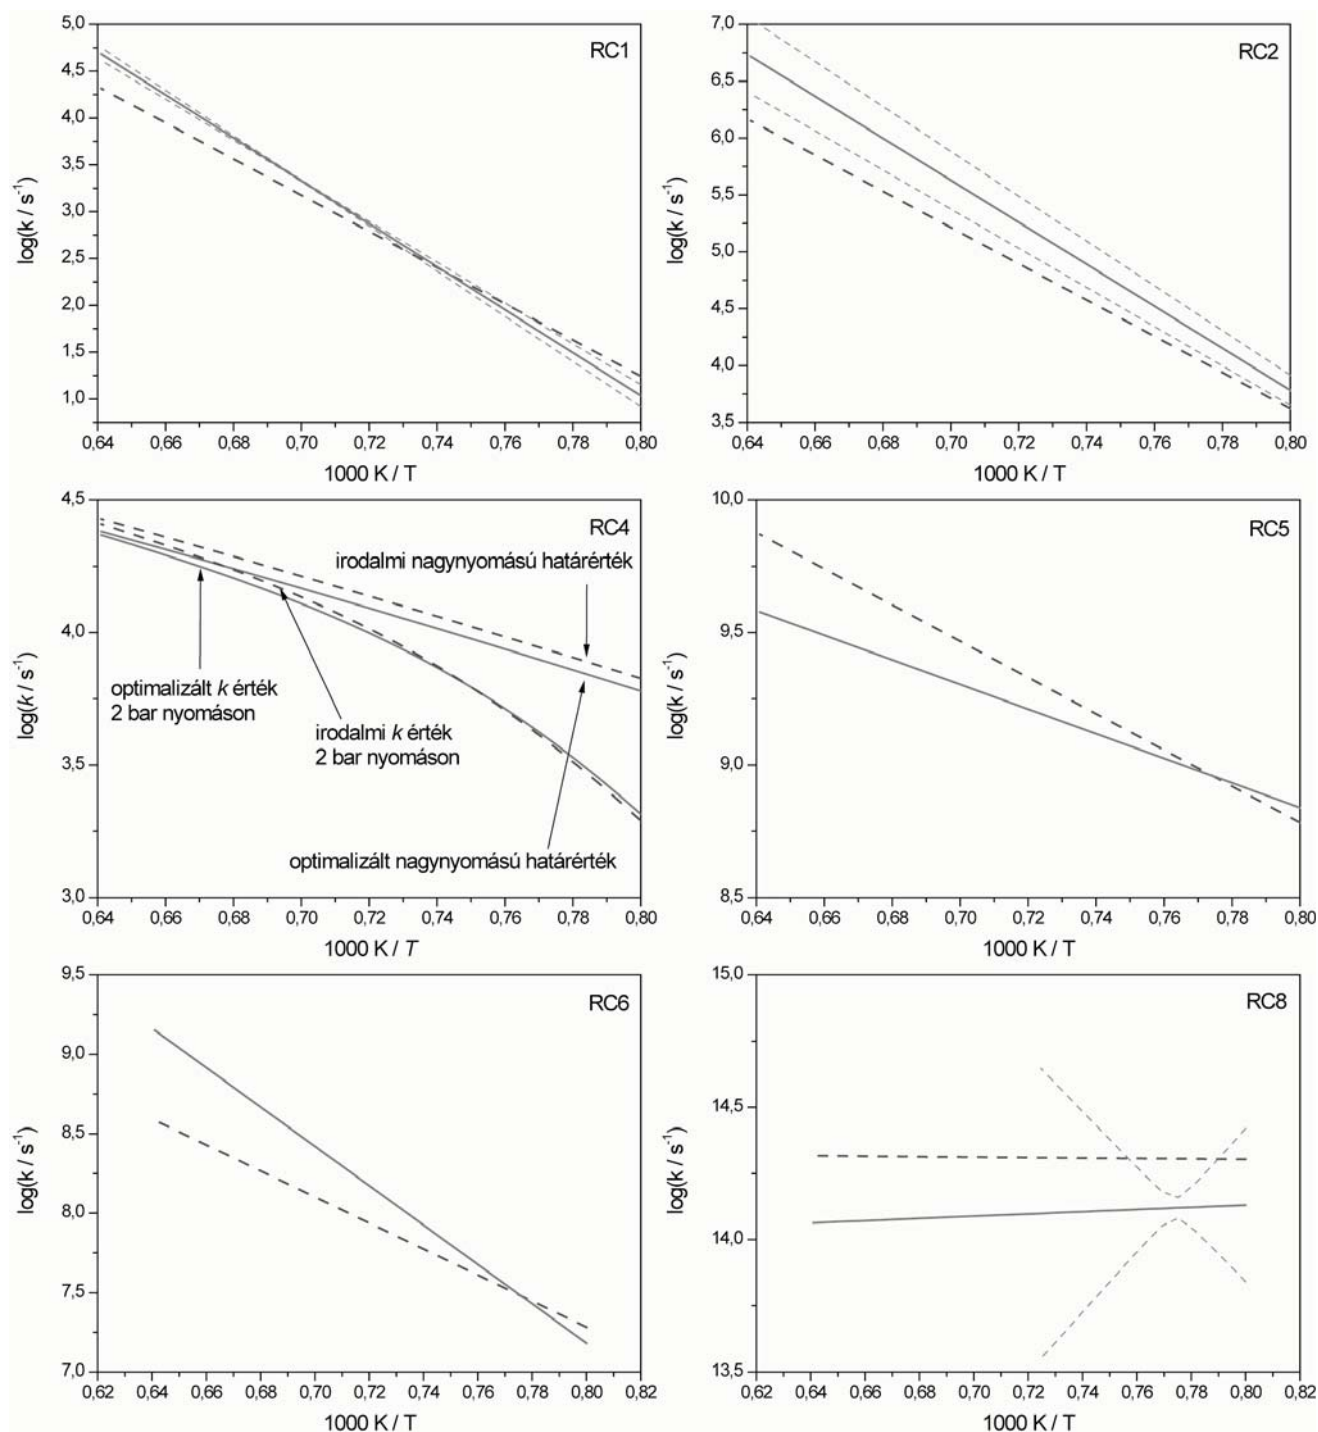 RC1
5,0
4,5
4,0
3,5
3,0
2,5
2,0
1,5
1,0
log(k / s⁻¹)
0,64 0,66 0,68 0,70 0,72 0,74 0,76 0,78 0,80
1000 K / T
RC2
7,0
6,5
6,0
5,5
5,0
4,5
4,0
3,5
log(k / s⁻¹)
0,64 0,66 0,68 0,70 0,72 0,74 0,76 0,78 0,80
1000 K / T
RC4
4,5
4,0
3,5
3,0
log(k / s⁻¹)
irodalmi nagynyomású határérték
optimalizált k érték
2 bar nyomáson
irodalmi k érték
2 bar nyomáson
optimalizált nagynyomású határérték
0,64 0,66 0,68 0,70 0,72 0,74 0,76 0,78 0,80
1000 K / T
RC5
10,0
9,5
9,0
8,5
log(k / s⁻¹)
0,64 0,66 0,68 0,70 0,72 0,74 0,76 0,78 0,80
1000 K / T
RC6
9,5
9,0
8,5
8,0
7,5
7,0
log(k / s⁻¹)
0,62 0,64 0,66 0,68 0,70 0,72 0,74 0,76 0,78 0,80 0,82
1000 K / T
RC8
15,0
14,5
14,0
13,5
log(k / s⁻¹)
0,62 0,64 0,66 0,68 0,70 0,72 0,74 0,76 0,78 0,80 0,82
1000 K / T